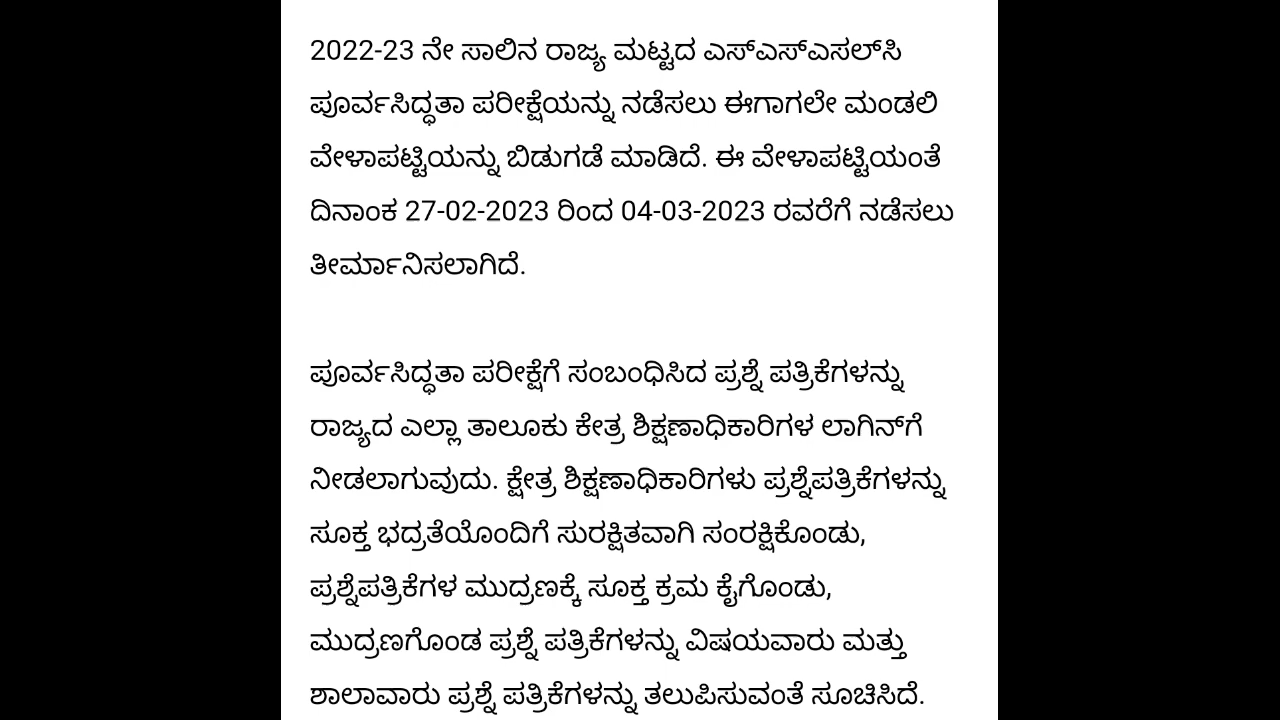 2022-23 ನೇ ಸಾಲಿನ ರಾಜ್ಯ ಮಟ್ಟದ ಎಸ್‌ಎಸ್‌ಎಸಲ್‌ಸಿ
ಪೂರ್ವಸಿದ್ಧತಾ ಪರೀಕ್ಷೆಯನ್ನು ನಡೆಸಲು ಈಗಾಗಲೇ ಮಂಡಲಿ
ವೇಳಾಪಟ್ಟಿಯನ್ನು ಬಿಡುಗಡೆ ಮಾಡಿದೆ. ಈ ವೇಳಾಪಟ್ಟಿಯಂತೆ
ದಿನಾಂಕ 27-02-2023 ರಿಂದ 04-03-2023 ರವರೆಗೆ ನಡೆಸಲು
ತೀರ್ಮಾನಿಸಲಾಗಿದೆ.
ಪೂರ್ವಸಿದ್ಧತಾ ಪರೀಕ್ಷೆಗೆ ಸಂಬಂಧಿಸಿದ ಪ್ರಶ್ನೆ ಪತ್ರಿಕೆಗಳನ್ನು
ರಾಜ್ಯದ ಎಲ್ಲಾ ತಾಲೂಕು ಕೇತ್ರ ಶಿಕ್ಷಣಾಧಿಕಾರಿಗಳ ಲಾಗಿನ್‌ಗೆ
ನೀಡಲಾಗುವುದು. ಕ್ಷೇತ್ರ ಶಿಕ್ಷಣಾಧಿಕಾರಿಗಳು ಪ್ರಶ್ನೆಪತ್ರಿಕೆಗಳನ್ನು
ಸೂಕ್ತ ಭದ್ರತೆಯೊಂದಿಗೆ ಸುರಕ್ಷಿತವಾಗಿ ಸಂರಕ್ಷಿಕೊಂಡು,
ಪ್ರಶ್ನೆಪತ್ರಿಕೆಗಳ ಮುದ್ರಣಕ್ಕೆ ಸೂಕ್ತ ಕ್ರಮ ಕೈಗೊಂಡು,
ಮುದ್ರಣಗೊಂಡ ಪ್ರಶ್ನೆ ಪತ್ರಿಕೆಗಳನ್ನು ವಿಷಯವಾರು ಮತ್ತು
ಶಾಲಾವಾರು ಪ್ರಶ್ನೆ ಪತ್ರಿಕೆಗಳನ್ನು ತಲುಪಿಸುವಂತೆ ಸೂಚಿಸಿದೆ.